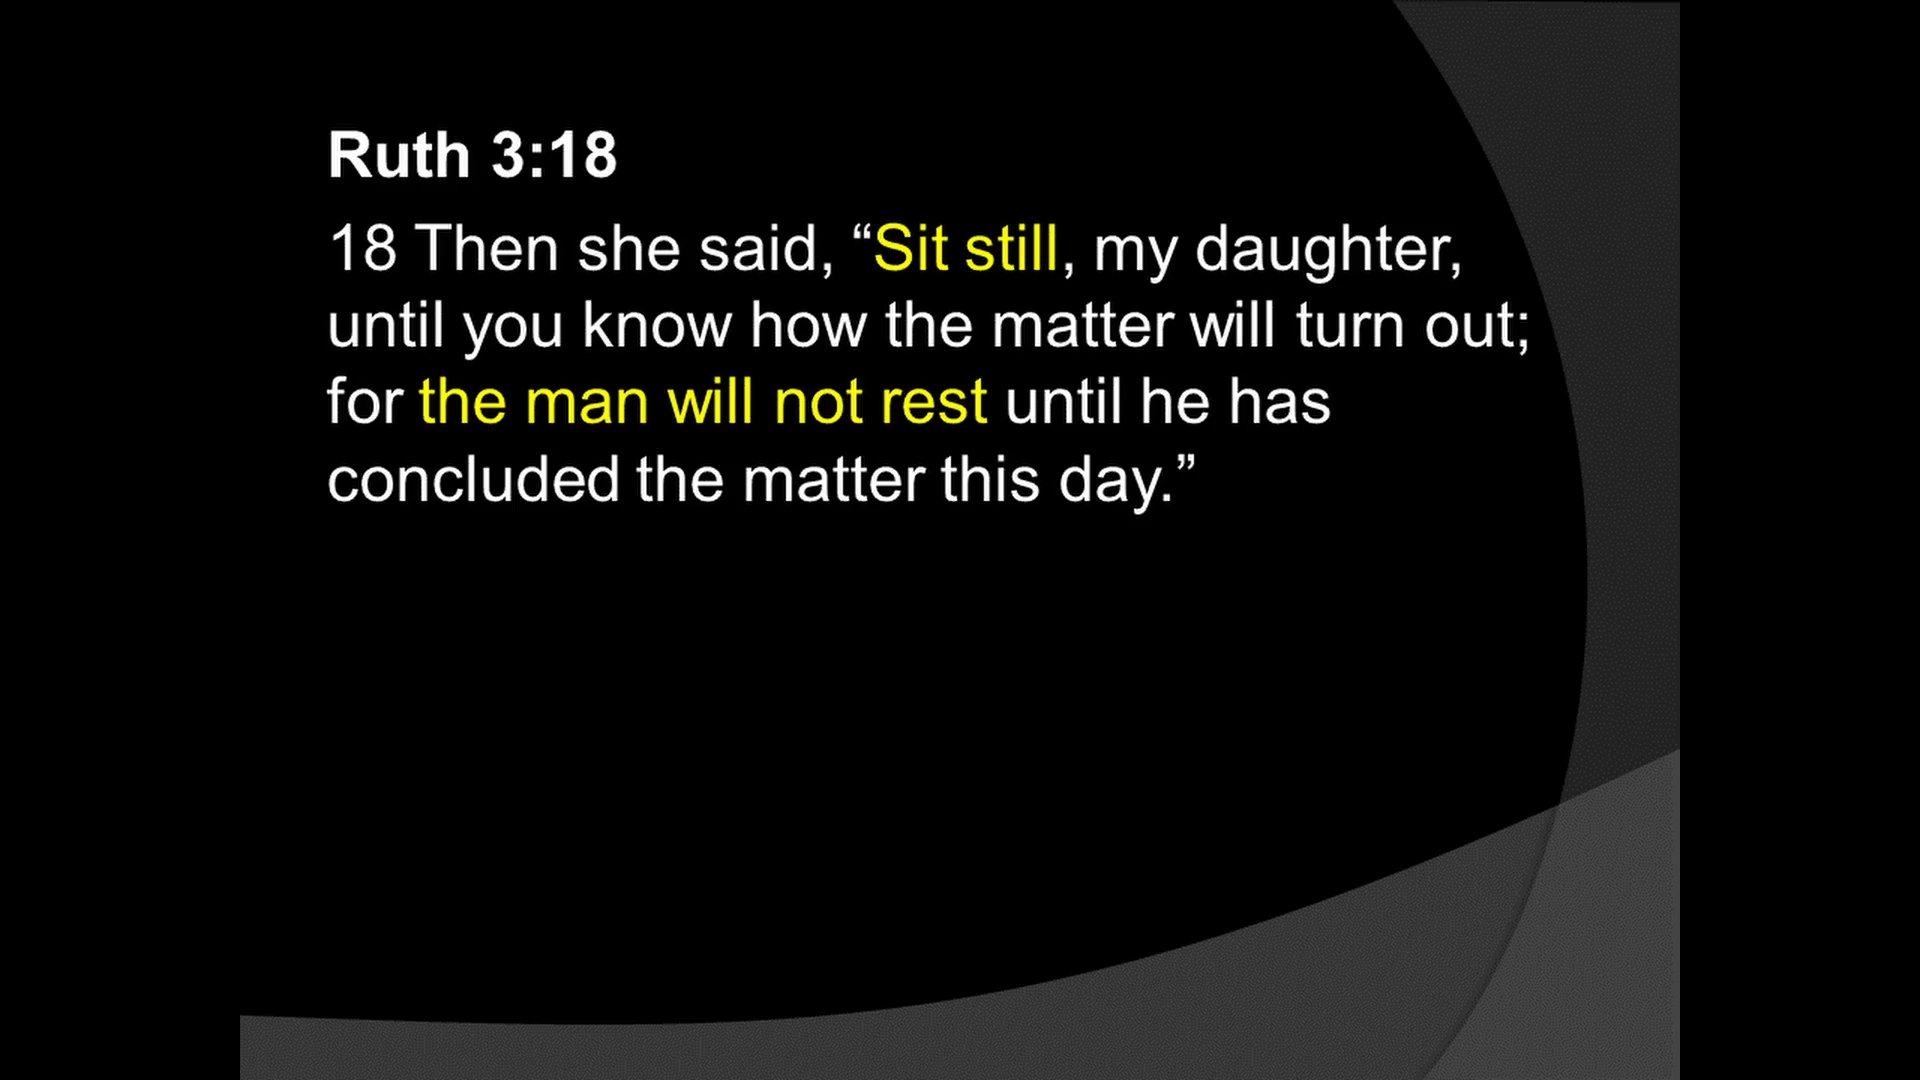 Ruth 3:18
18 Then she said, “Sit still, my daughter,
until you know how the matter will turn out;
for the man will not rest until he has
concluded the matter this day.”